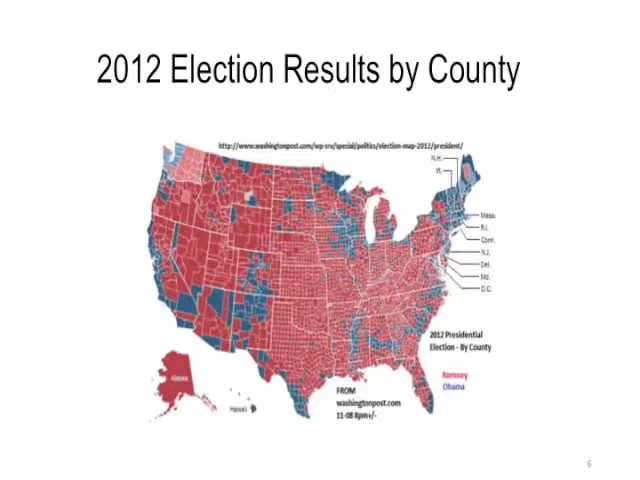 2012 Election Results by County
http://www.washingtonpost.com/wp-srv/special/politics/election-map-2012/president/
N.H.
Vt.
Mass.
R.I.
Conn.
N.J.
Del.
Md.
D.C.
2012 Presidential
Election - By County
Romney
Obama
Alaska
Hawaii
FROM
washingtonpost.com
11-08 8pm+/-
6